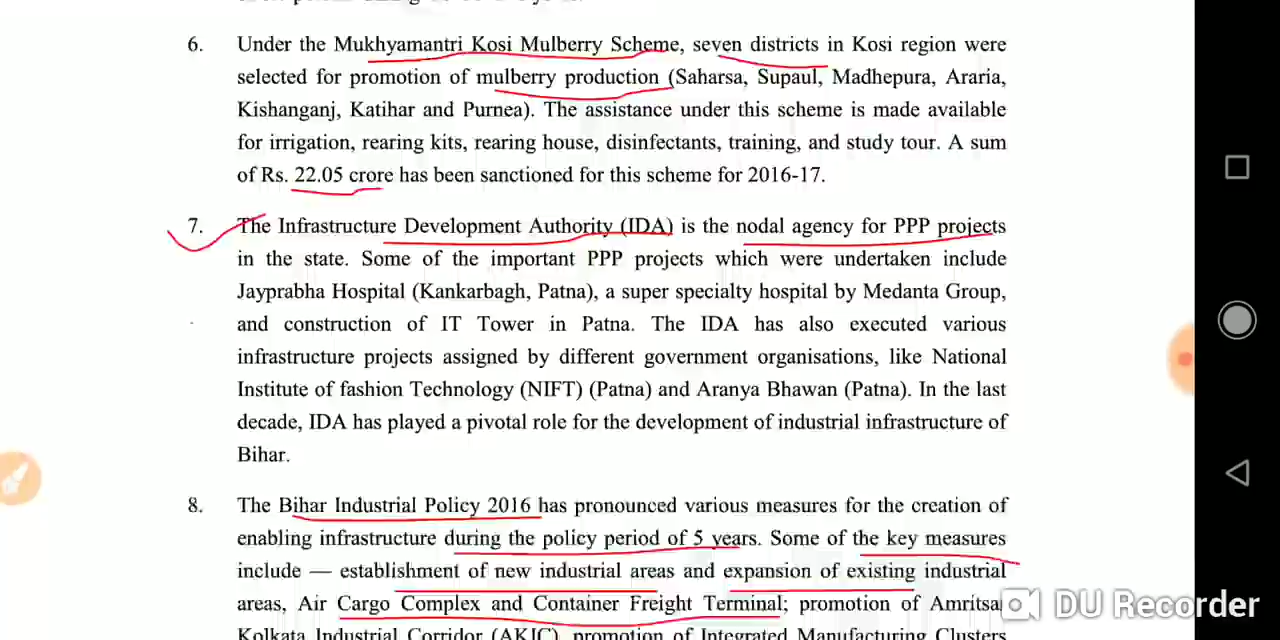 6. Under the Mukhyamantri Kosi Mulberry Scheme, seven districts in Kosi region were
selected for promotion of mulberry production (Saharsa, Supaul, Madhepura, Araria,
Kishanganj, Katihar and Purnea). The assistance under this scheme is made available
for irrigation, rearing kits, rearing house, disinfectants, training, and study tour. A sum
of Rs. 22.05 crore has been sanctioned for this scheme for 2016-17.
7. The Infrastructure Development Authority (IDA) is the nodal agency for PPP projects
in the state. Some of the important PPP projects which were undertaken include
Jayprabha Hospital (Kankarbagh, Patna), a super specialty hospital by Medanta Group,
and construction of IT Tower in Patna. The IDA has also executed various
infrastructure projects assigned by different government organisations, like National
Institute of fashion Technology (NIFT) (Patna) and Aranya Bhawan (Patna). In the last
decade, IDA has played a pivotal role for the development of industrial infrastructure of
Bihar.
8. The Bihar Industrial Policy 2016 has pronounced various measures for the creation of
enabling infrastructure during the policy period of 5 years. Some of the key measures
include — establishment of new industrial areas and expansion of existing industrial
areas, Air Cargo Complex and Container Freight Terminal; promotion of Amritsa
Kolkata Industrial Corridor (AKIC), promotion of Integrated Manufacturing Clusters
DU Recorder